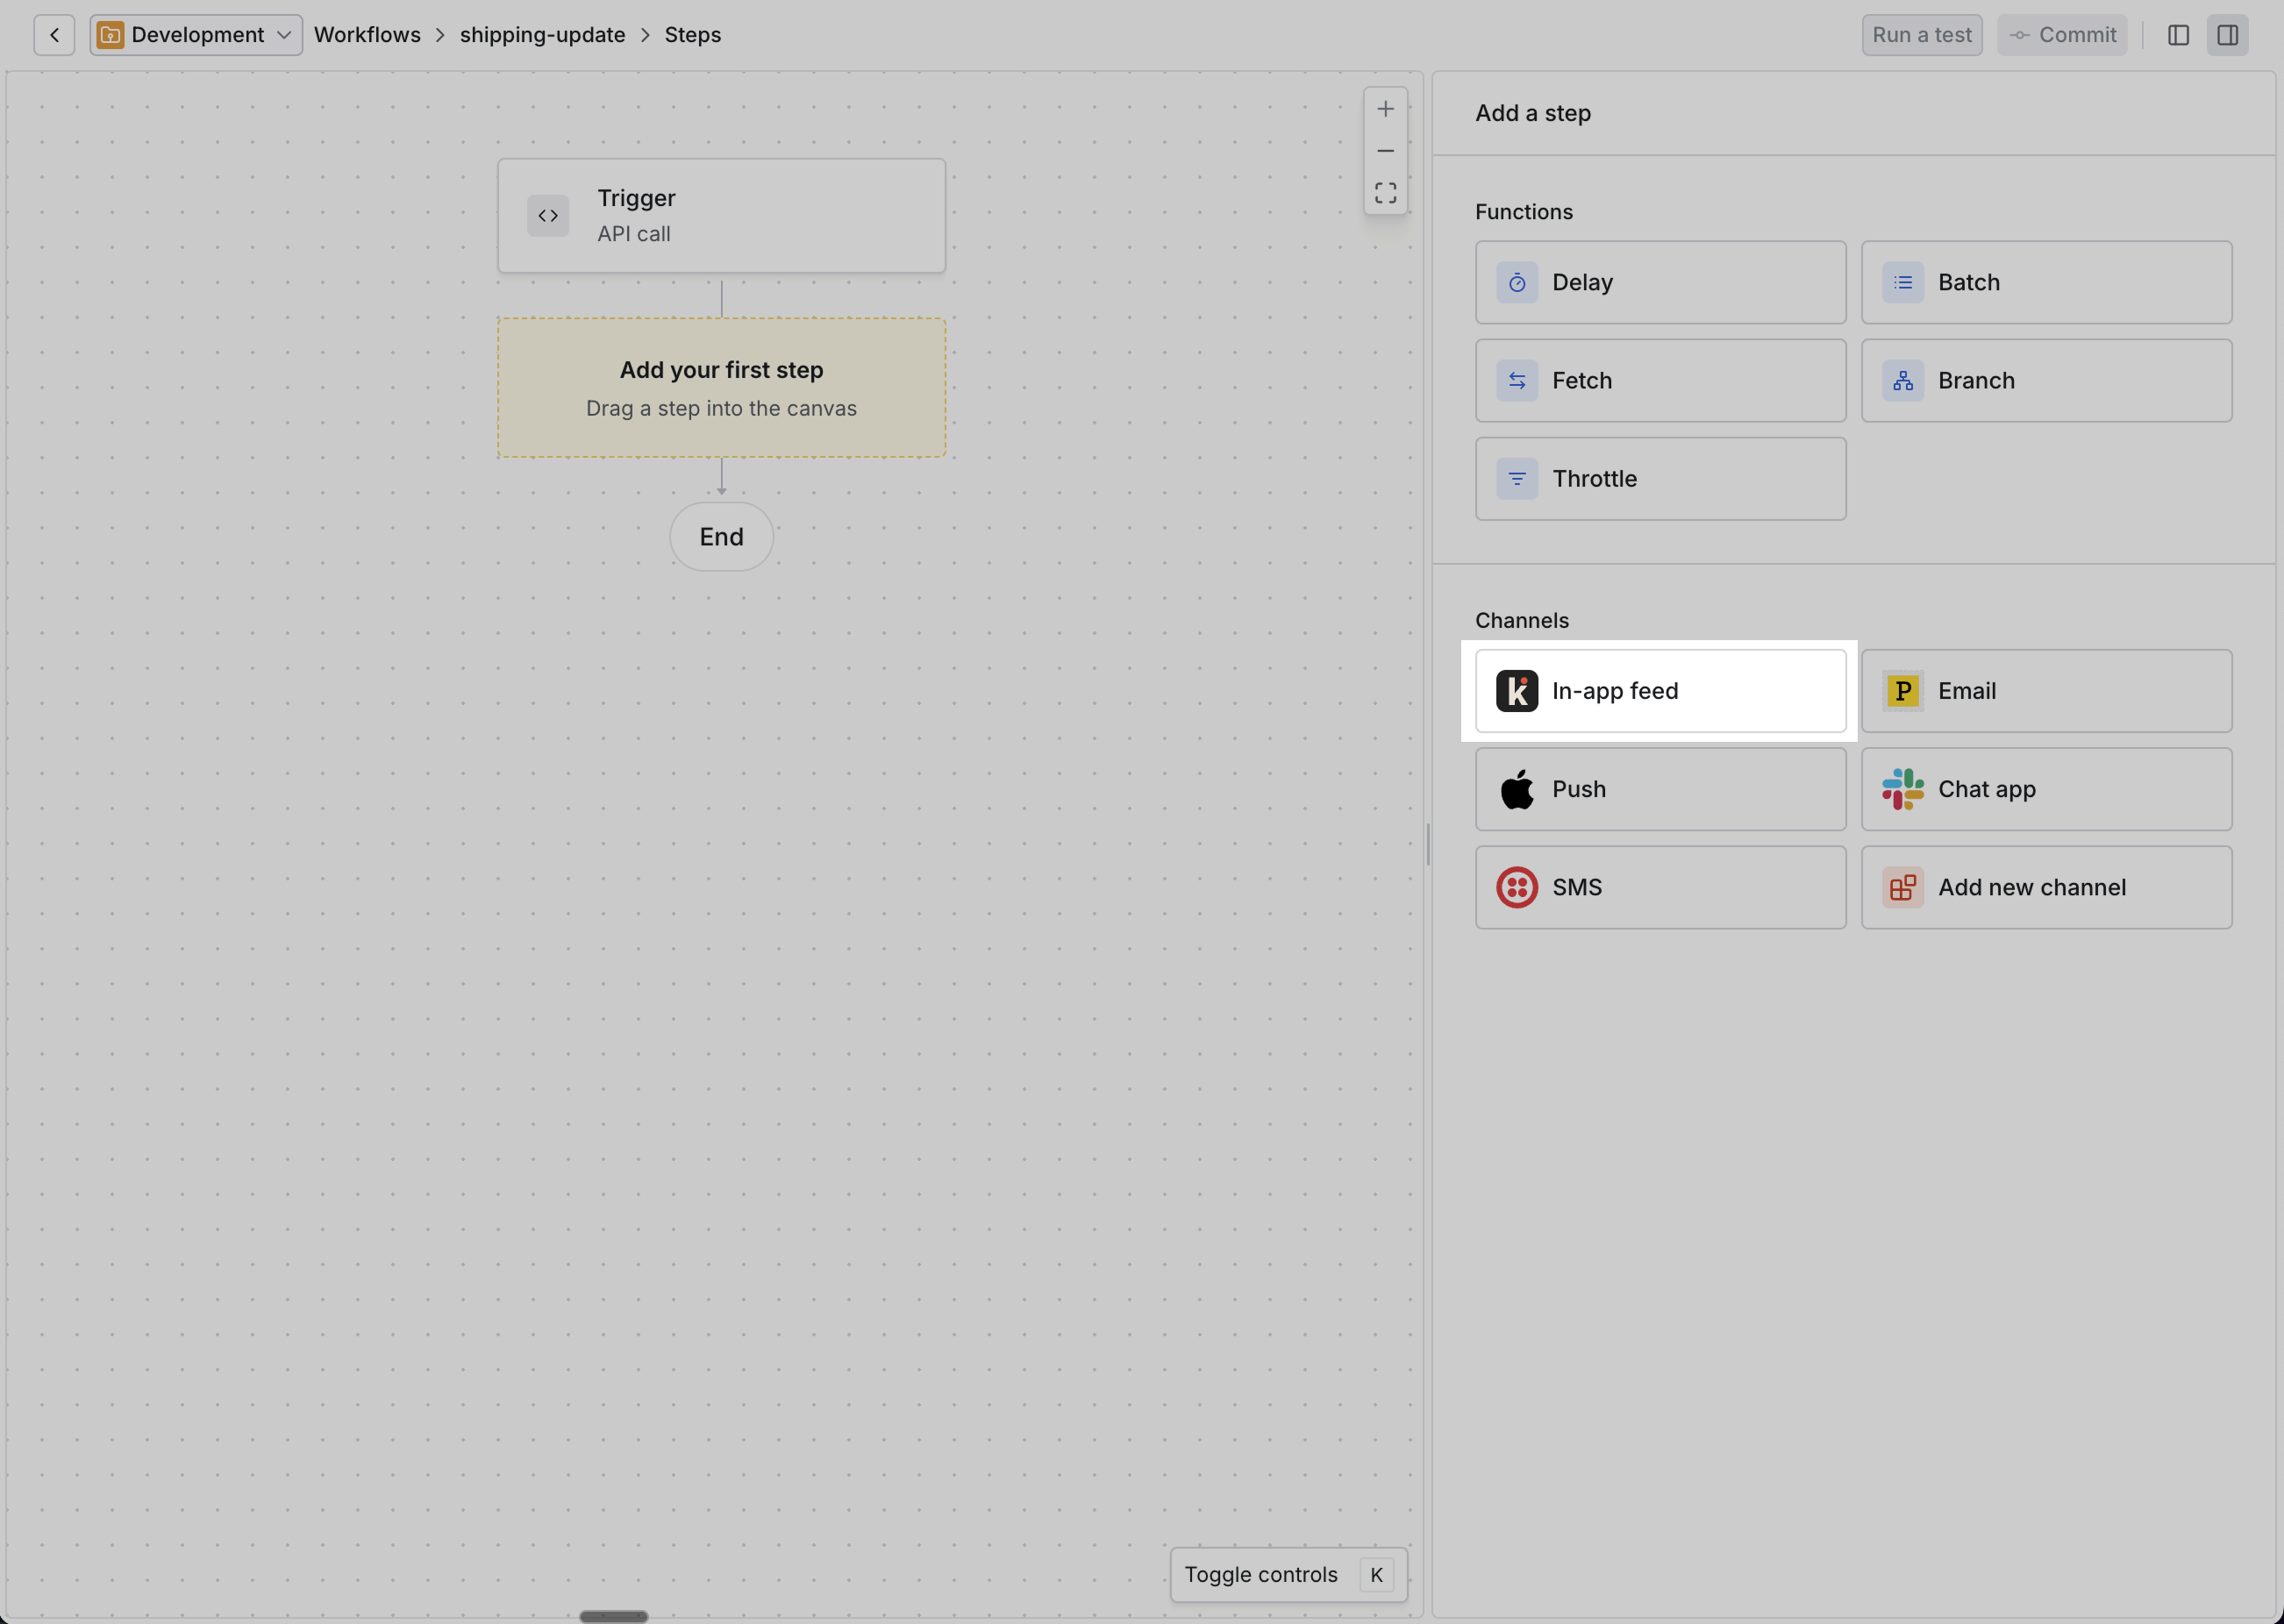 Development
Workflows > shipping-update > Steps
Run a test
Commit
Trigger
API call
Add your first step
Drag a step into the canvas
End
Toggle controls K
Add a step
Functions
Delay
Batch
Fetch
Branch
Throttle
Channels
k In-app feed
P Email
Push
Chat app
SMS
Add new channel